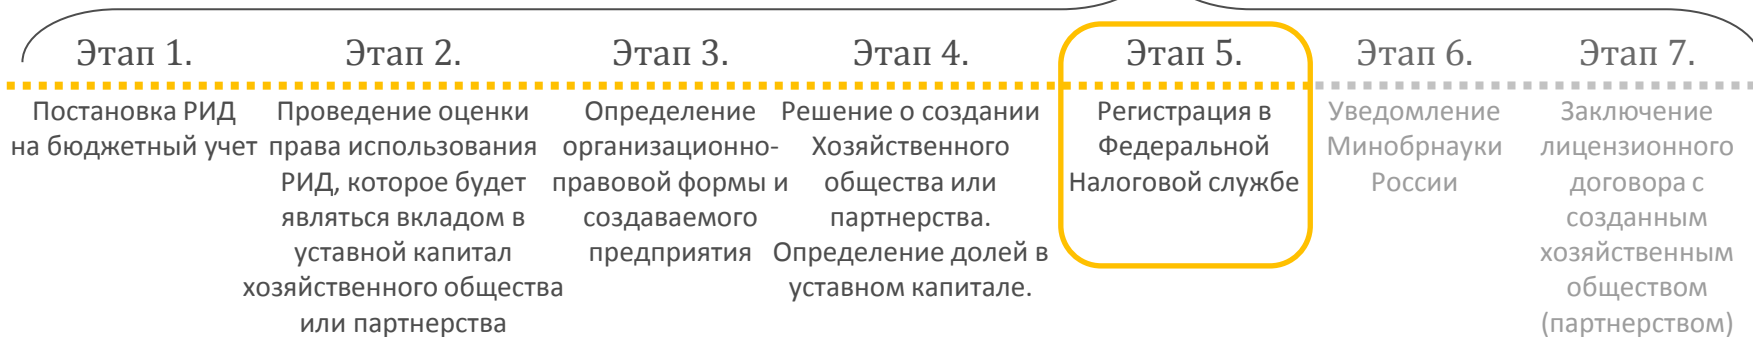 Этап 1.
Этап 2.
Этап 3.
Этап 4.
Этап 5.
Этап 6.
Этап 7.
Постановка РИД
на бюджетный учет
Проведение оценки
права использования
РИД, которое будет
являться вкладом в
уставной капитал
хозяйственного общества
или партнерства
Определение
организационно-
правовой формы и
создаваемого
предприятия
Решение о создании
Хозяйственного
общества или
партнерства.
Определение долей в
уставном капитале.
Регистрация в
Федеральной
Налоговой службе
Уведомление
Минобрнауки
России
Заключение
лицензионного
договора с
созданным
хозяйственным
обществом
(партнерством)